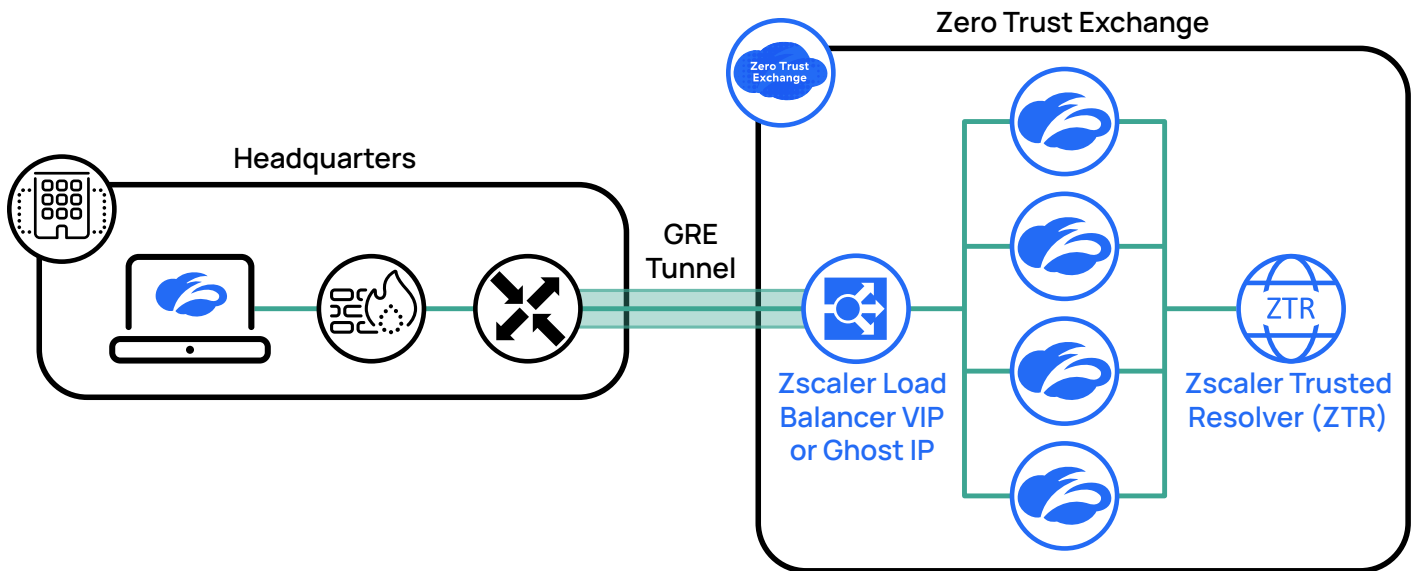 Zero Trust Exchange
Zero Trust
Exchange
Headquarters
GRE
Tunnel
ZTR
Zscaler Load
Balancer VIP
or Ghost IP
Zscaler Trusted
Resolver (ZTR)